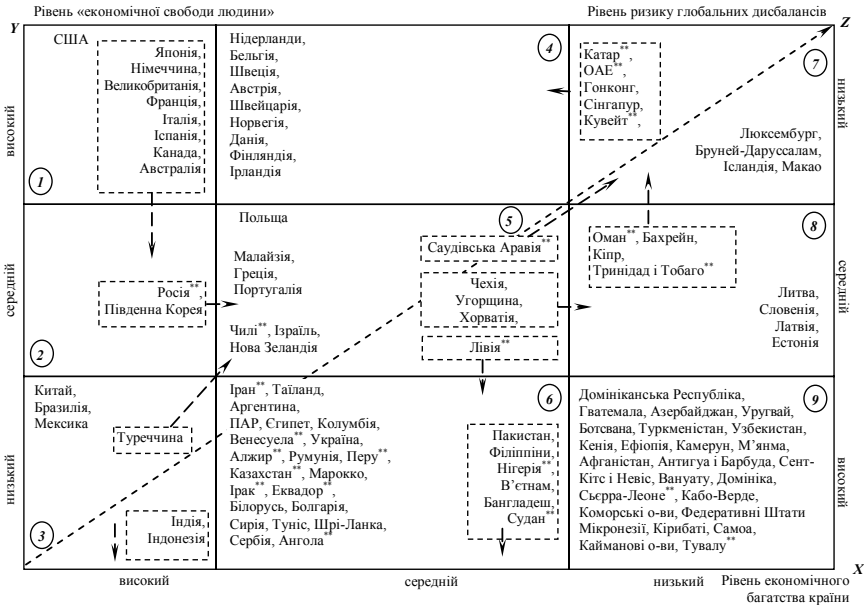 Рівень «економічної свободи людини»
Рівень ризику глобальних дисбалансів
Y
Z
високий
США
Японія,
Німеччина,
Великобританія,
Франція,
Італія,
Іспанія,
Канада,
Австралія
1
Нідерланди,
Бельгія,
Швеція,
Австрія,
Швейцарія,
Норвегія,
Данія,
Фінляндія,
Ірландія
4
Катар**,
ОАЕ**,
Гонконг,
Сінгапур,
Кувейт**,
7
Люксембург,
Бруней-Даруссалам,
Ісландія, Макао
низький
середній
Росія**,
Південна Корея
2
Польща
Малайзія,
Греція,
Португалія
Чилі**, Ізраїль,
Нова Зеландія
5
Саудівська Аравія**
Чехія,
Угорщина,
Хорватія,
Лівія**
8
Оман**, Бахрейн,
Кіпр,
Тринідад і Тобаго**
Литва,
Словенія,
Латвія,
Естонія
середній
низький
Китай,
Бразилія,
Мексика
Туреччина
Індія,
Індонезія
3
Іран**, Таїланд,
Аргентина,
ПАР, Єгипет, Колумбія,
Венесуела**, Україна,
Алжир**, Румунія, Перу**,
Казахстан**, Марокко,
Ірак**, Еквадор**,
Білорусь, Болгарія,
Сирія, Туніс, Шрі-Ланка,
Сербія, Ангола**
6
Пакистан,
Філіппіни,
Нігерія**,
В’єтнам,
Бангладеш,
Судан**
9
Домініканська Республіка,
Гватемала, Азербайджан, Уругвай,
Ботсвана, Туркменістан, Узбекистан,
Кенія, Ефіопія, Камерун, М’янма,
Афганістан, Антигуа і Барбуда, Сент-
Кітс і Невіс, Вануату, Домініка,
Сьєрра-Леоне**, Кабо-Верде,
Коморські о-ви, Федеративні Штати
Мікронезії, Кірибаті, Самоа,
Кайманові о-ви, Тувалу**
високий
X
високий
середній
низький
Рівень економічного
багатства країни